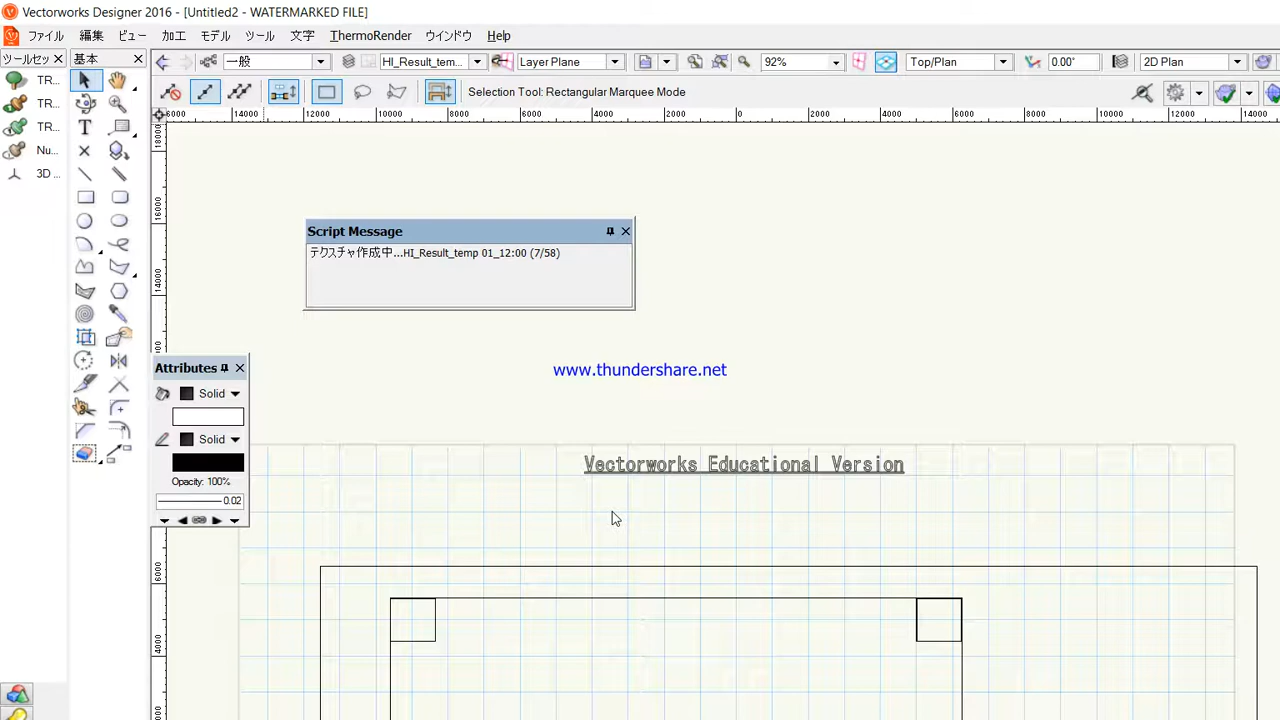 Vectorworks Designer 2016 - [Untitled2 - WATERMARKED FILE]
ファイル 編集 ビュー 加工 モデル ツール 文字 ThermoRender ウインドウ Help
ツールセッ 基本
一般 HI_Result_tem... Layer Plane 92% Top/Plan 0.00° 2D Plan
TR...
TR...
TR...
Nu...
3D ...
Selection Tool: Rectangular Marquee Mode
14000 12000 10000 8000 6000 4000 2000 0 2000 4000 6000 8000 10000 12000 14000
18000
16000
14000
6000
4000
Script Message
テクスチャ作成中...HI_Result_temp 01_12:00 (7/58)
www.thundershare.net
Attributes
Solid
Solid
Opacity: 100%
0.02
Vectorworks Educational Version